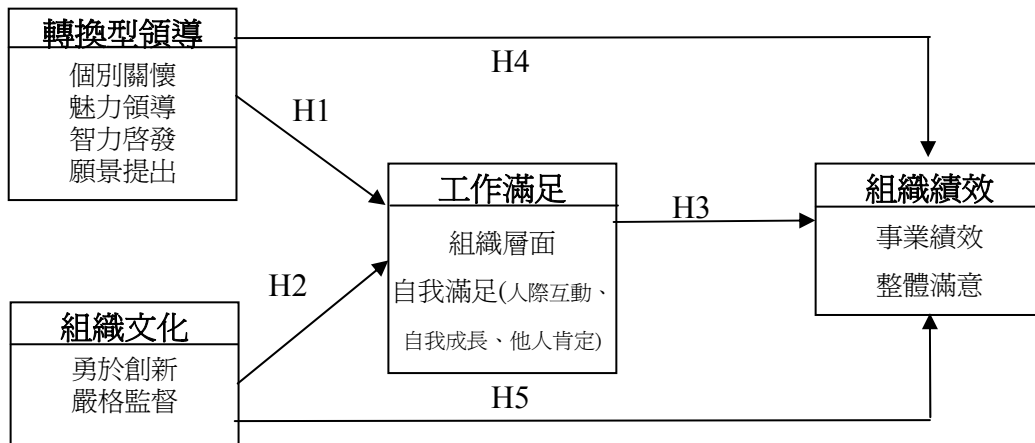 轉換型領導
個別關懷
魅力領導
智力啓發
願景提出
H4
H1
工作滿足
組織層面
自我滿足(人際互動、
自我成長、他人肯定)
H3
組織績效
事業績效
整體滿意
H2
組織文化
勇於創新
嚴格監督
H5